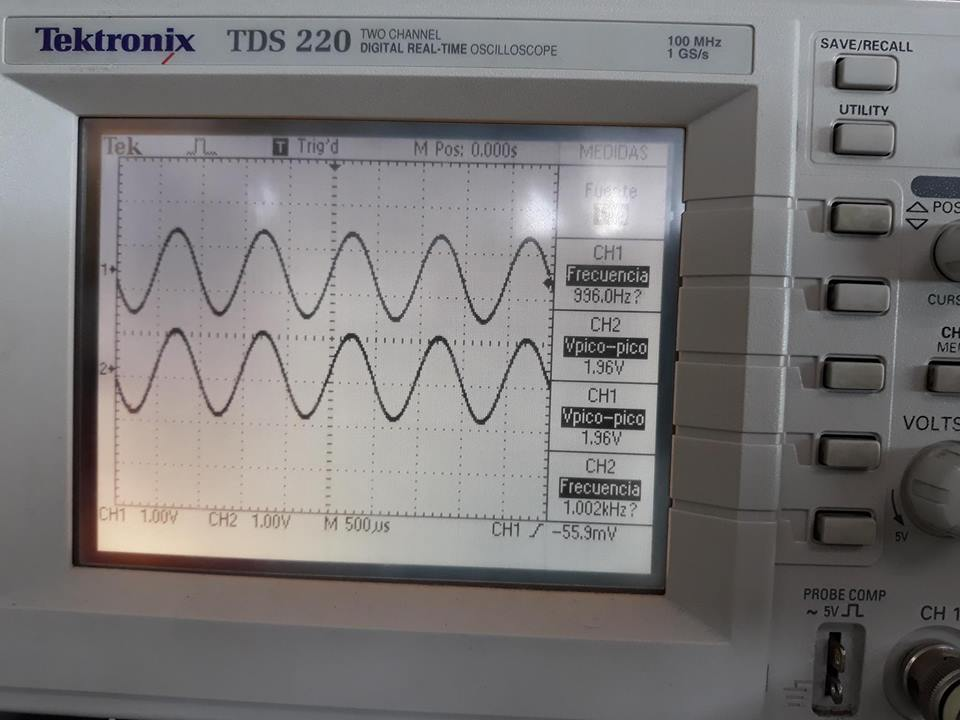 Tektronix TDS 220 TWO CHANNEL DIGITAL REAL-TIME OSCILLOSCOPE
100 MHz
1 GS/s
SAVE/RECALL
UTILITY
Tek T Trig'd M Pos: 0.000s MEDIDAS
Fuente
CH1
Frecuencia
996.0Hz?
CH2
Vpico-pico
1.96V
CH1
Vpico-pico
1.96V
CH2
Frecuencia
1.002kHz?
1
2
CH1 1.00V CH2 1.00V M 500µs CH1 -55.9mV
POS
CURS
CH
ME
VOLTS
5V
PROBE COMP
~ 5V
CH 1